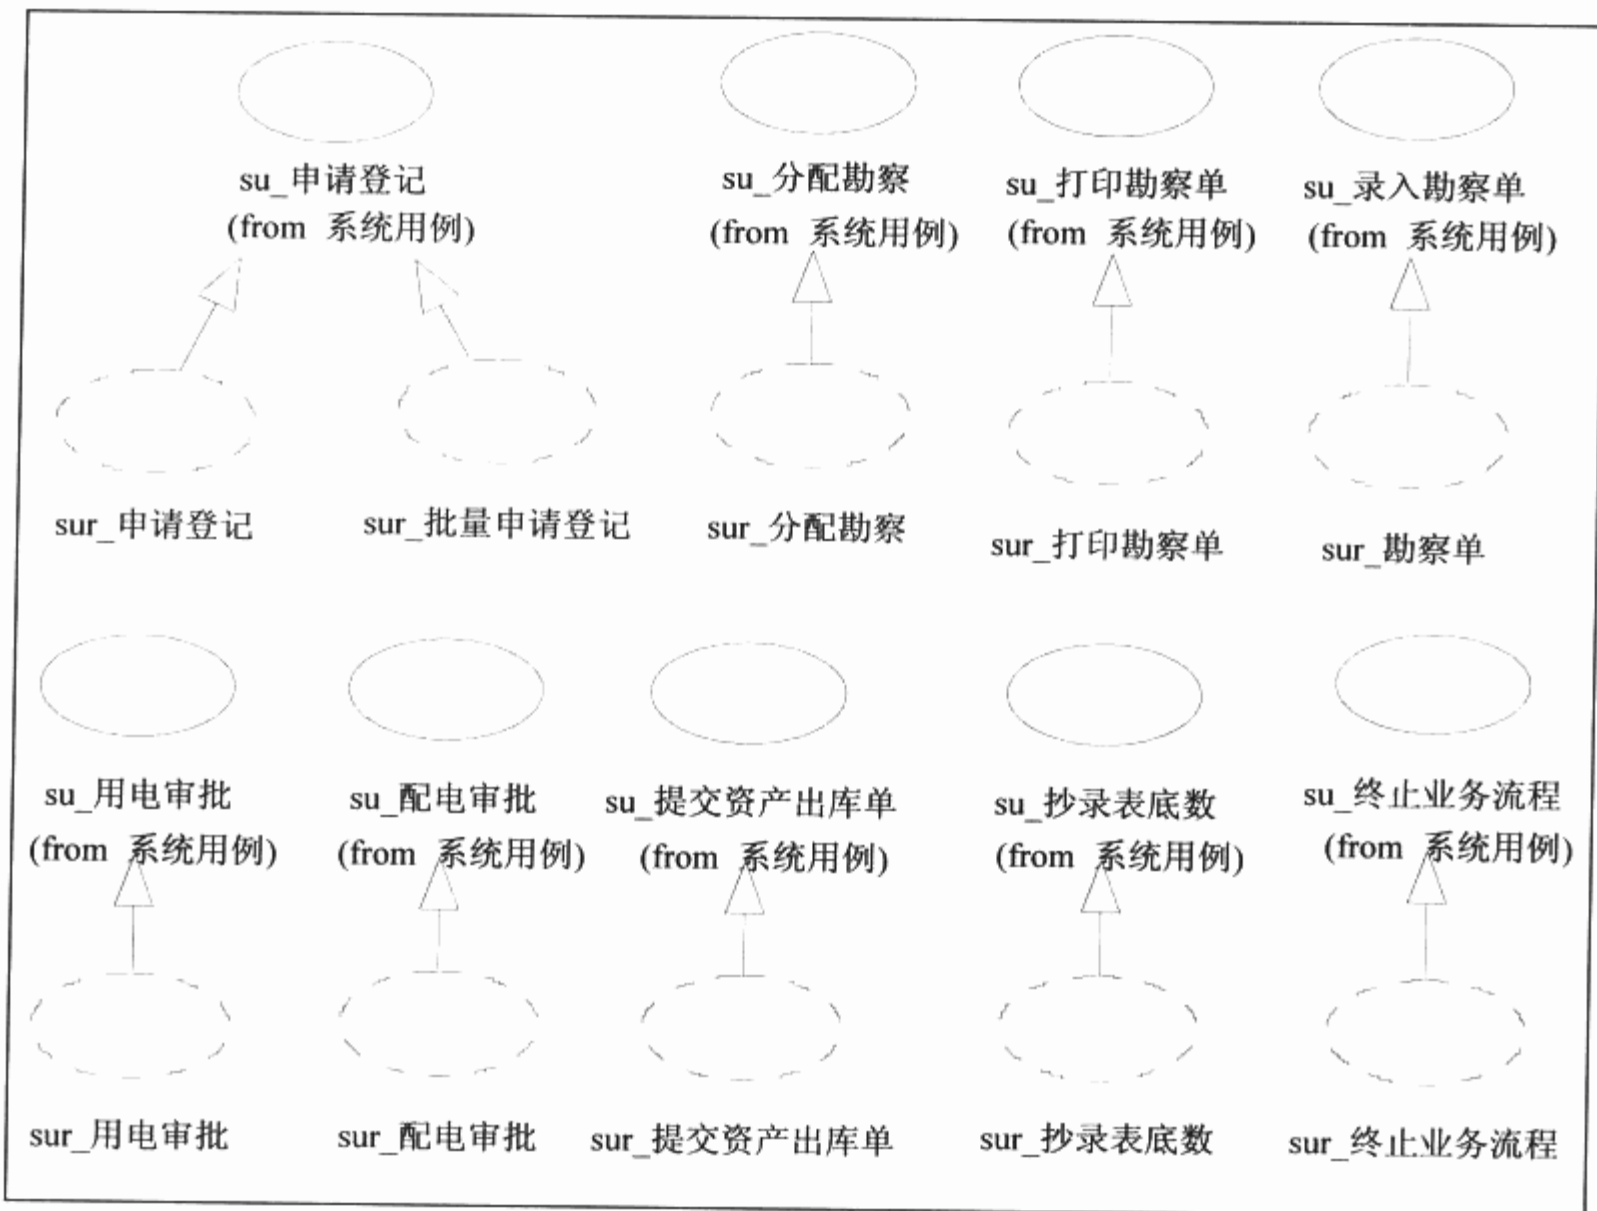 su_申请登记
(from 系统用例)
su_分配勘察
(from 系统用例)
su_打印勘察单
(from 系统用例)
su_录入勘察单
(from 系统用例)
sur_申请登记
sur_批量申请登记
sur_分配勘察
sur_打印勘察单
sur_勘察单
su_用电审批
(from 系统用例)
su_配电审批
(from 系统用例)
su_提交资产出库单
(from 系统用例)
su_抄录表底数
(from 系统用例)
su_终止业务流程
(from 系统用例)
sur_用电审批
sur_配电审批
sur_提交资产出库单
sur_抄录表底数
sur_终止业务流程